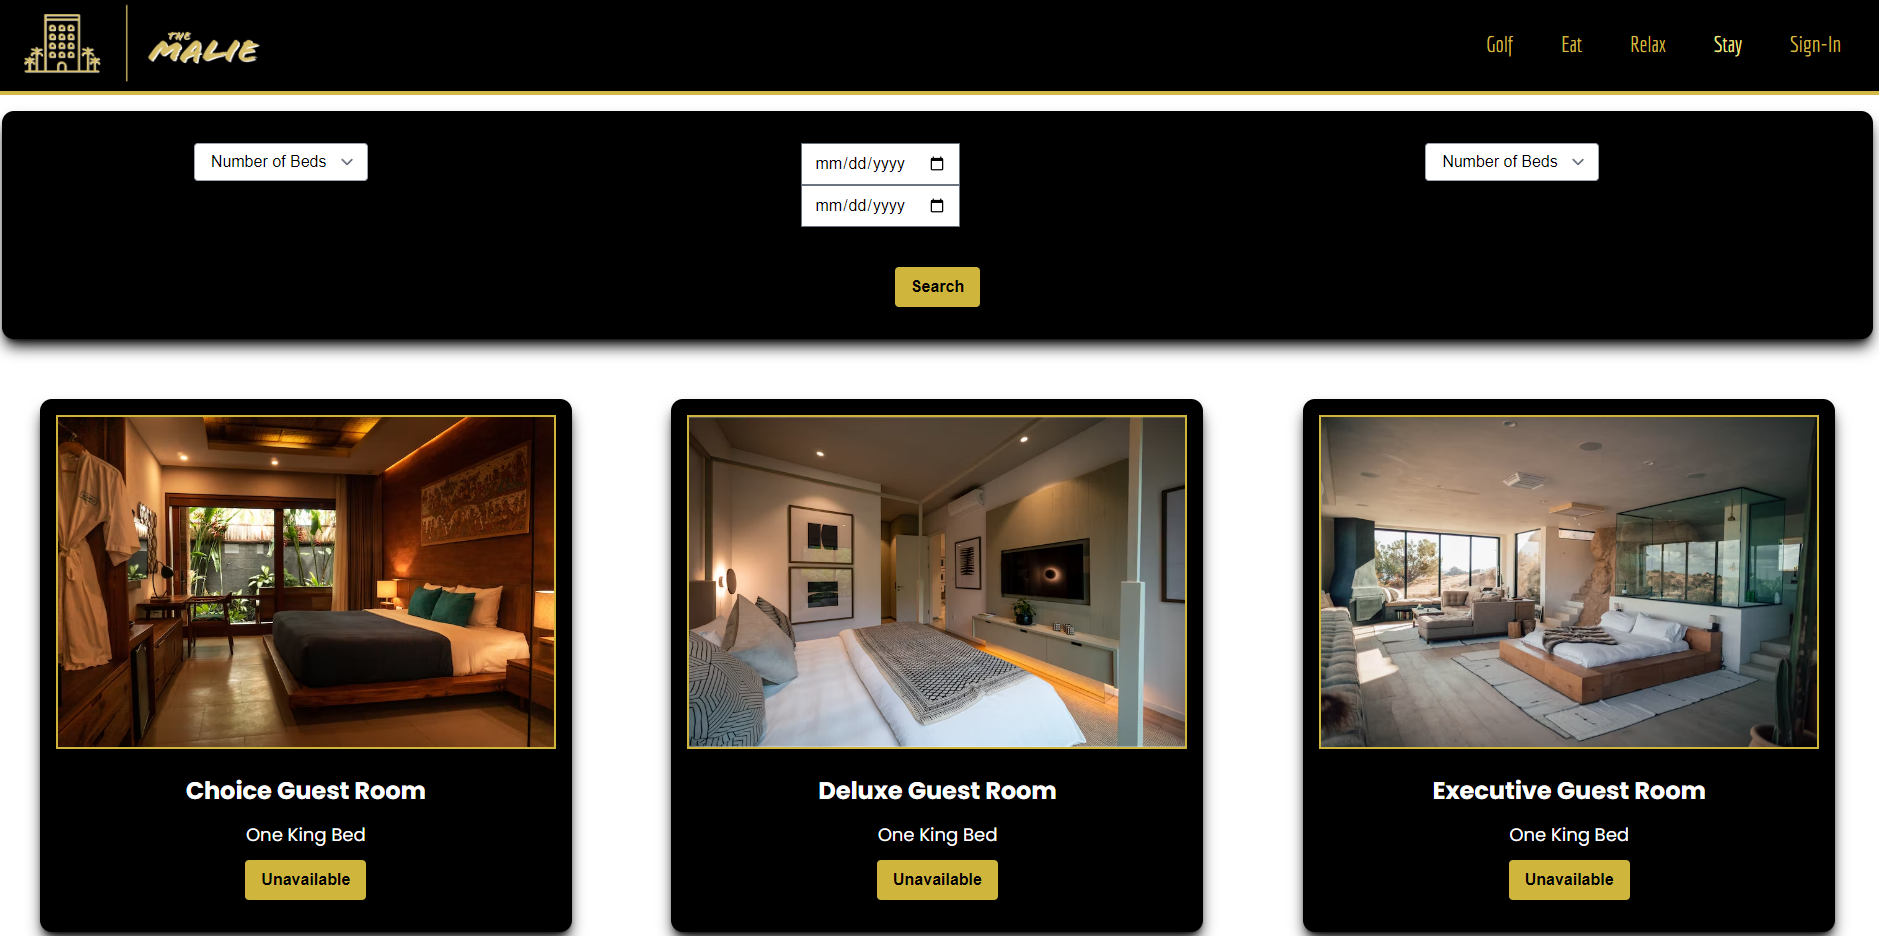 THE
MALIE
Golf Eat Relax Stay Sign-In
Number of Beds mm/dd/yyyy Number of Beds
mm/dd/yyyy
Search
Choice Guest Room Deluxe Guest Room Executive Guest Room
One King Bed One King Bed One King Bed
Unavailable Unavailable Unavailable